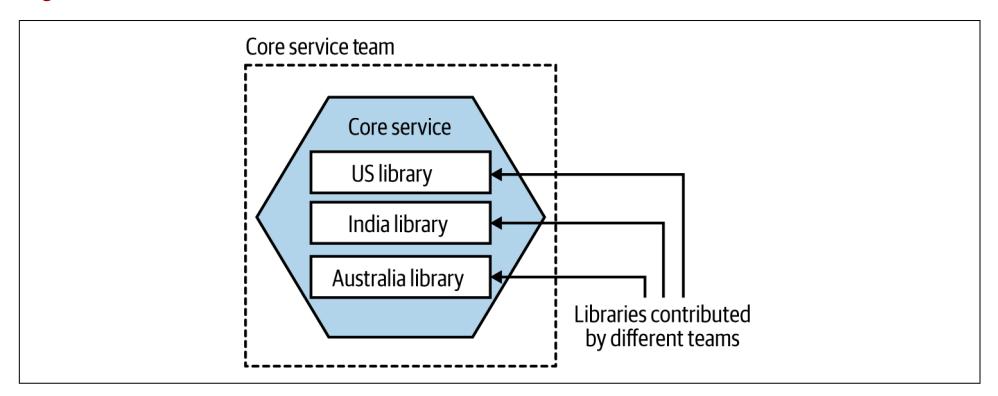 Core service team
Core service
US library
India library
Australia library
Libraries contributed
by different teams